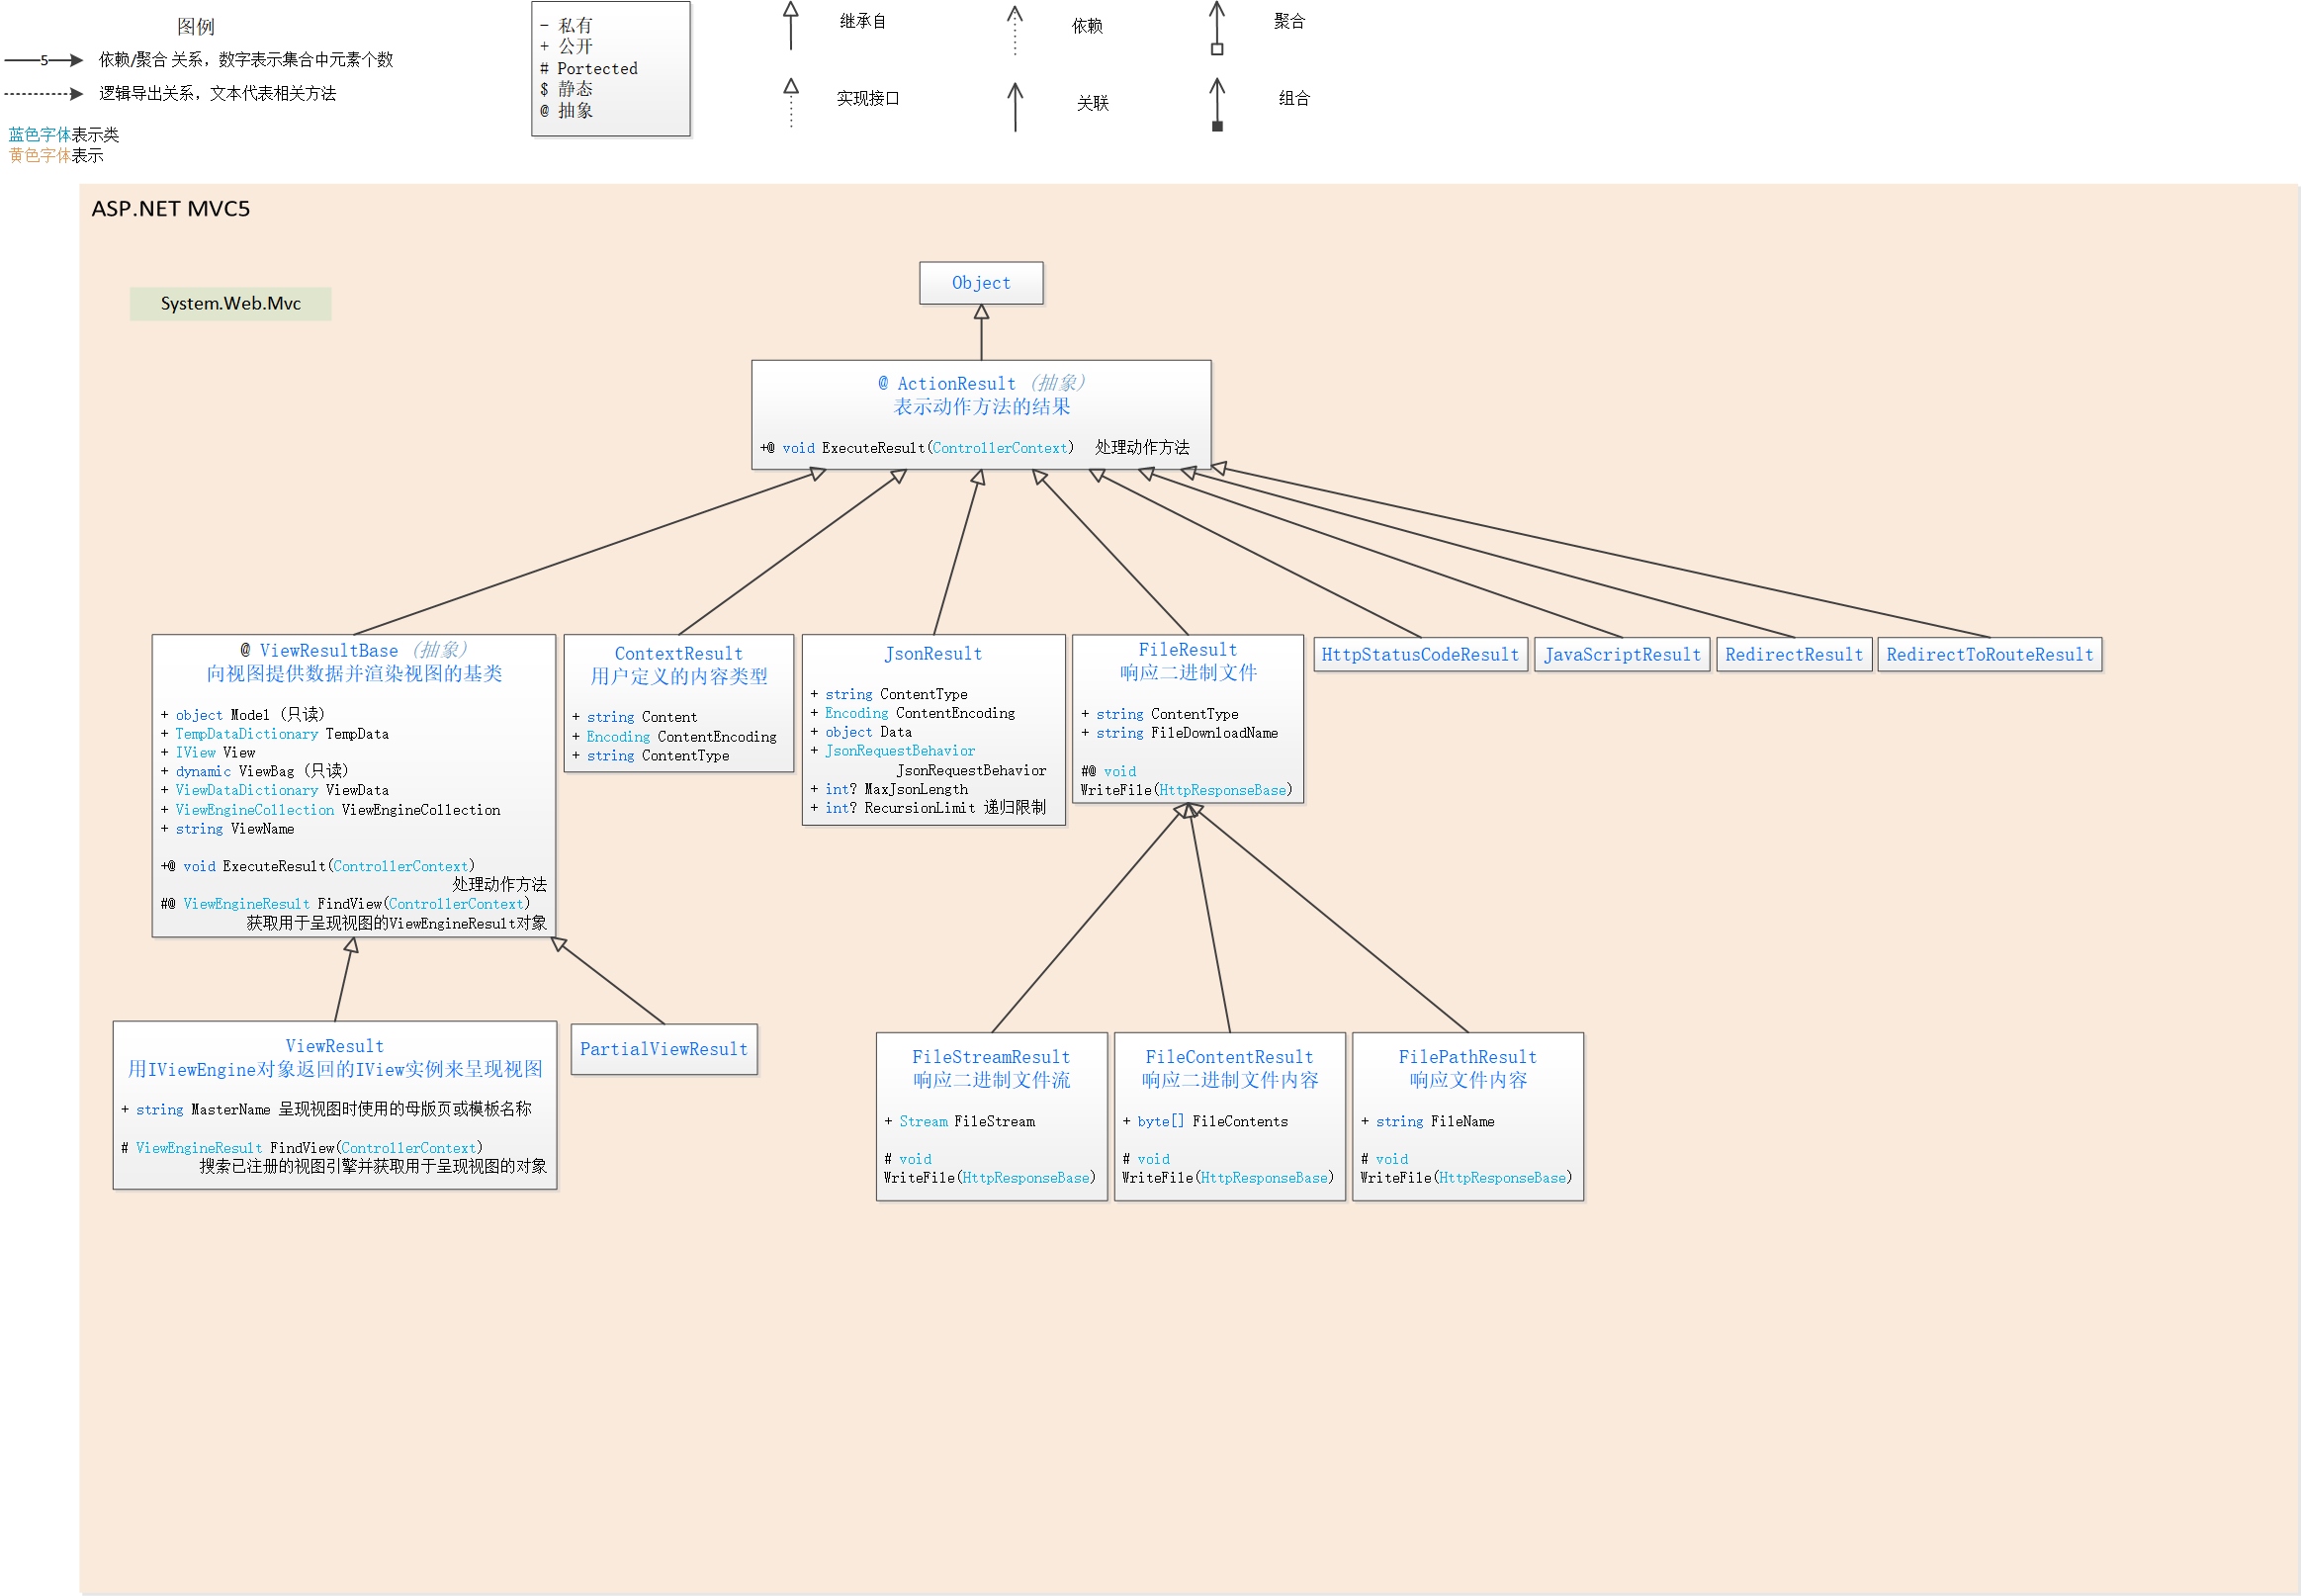 图例
5
依赖/聚合 关系，数字表示集合中元素个数
逻辑导出关系，文本代表相关方法
蓝色字体表示类
黄色字体表示
- 私有
+ 公开
# Portected
$ 静态
@ 抽象
继承自
依赖
聚合
实现接口
关联
组合
ASP.NET MVC5
System.Web.Mvc
Object
@ ActionResult（抽象）
表示动作方法的结果
+@ void ExecuteResult(ControllerContext) 处理动作方法
@ ViewResultBase（抽象）
向视图提供数据并渲染视图的基类
+ object Model（只读）
+ TempDataDictionary TempData
+ IView View
+ dynamic ViewBag（只读）
+ ViewDataDictionary ViewData
+ ViewEngineCollection ViewEngineCollection
+ string ViewName
+@ void ExecuteResult(ControllerContext)
处理动作方法
#@ ViewEngineResult FindView(ControllerContext)
获取用于呈现视图的ViewEngineResult对象
ContextResult
用户定义的内容类型
+ string Content
+ Encoding ContentEncoding
+ string ContentType
JsonResult
+ string ContentType
+ Encoding ContentEncoding
+ object Data
+ JsonRequestBehavior
JsonRequestBehavior
+ int? MaxJsonLength
+ int? RecursionLimit 递归限制
FileResult
响应二进制文件
+ string ContentType
+ string FileDownloadName
#@ void
WriteFile(HttpResponseBase)
HttpStatusCodeResult
JavaScriptResult
RedirectResult
RedirectToRouteResult
ViewResult
用IViewEngine对象返回的IView实例来呈现视图
+ string MasterName 呈现视图时使用的母版页或模板名称
# ViewEngineResult FindView(ControllerContext)
搜索已注册的视图引擎并获取用于呈现视图的对象
PartialViewResult
FileStreamResult
响应二进制文件流
+ Stream FileStream
# void
WriteFile(HttpResponseBase)
FileContentResult
响应二进制文件内容
+ byte[] FileContents
# void
WriteFile(HttpResponseBase)
FilePathResult
响应文件内容
+ string FileName
# void
WriteFile(HttpResponseBase)